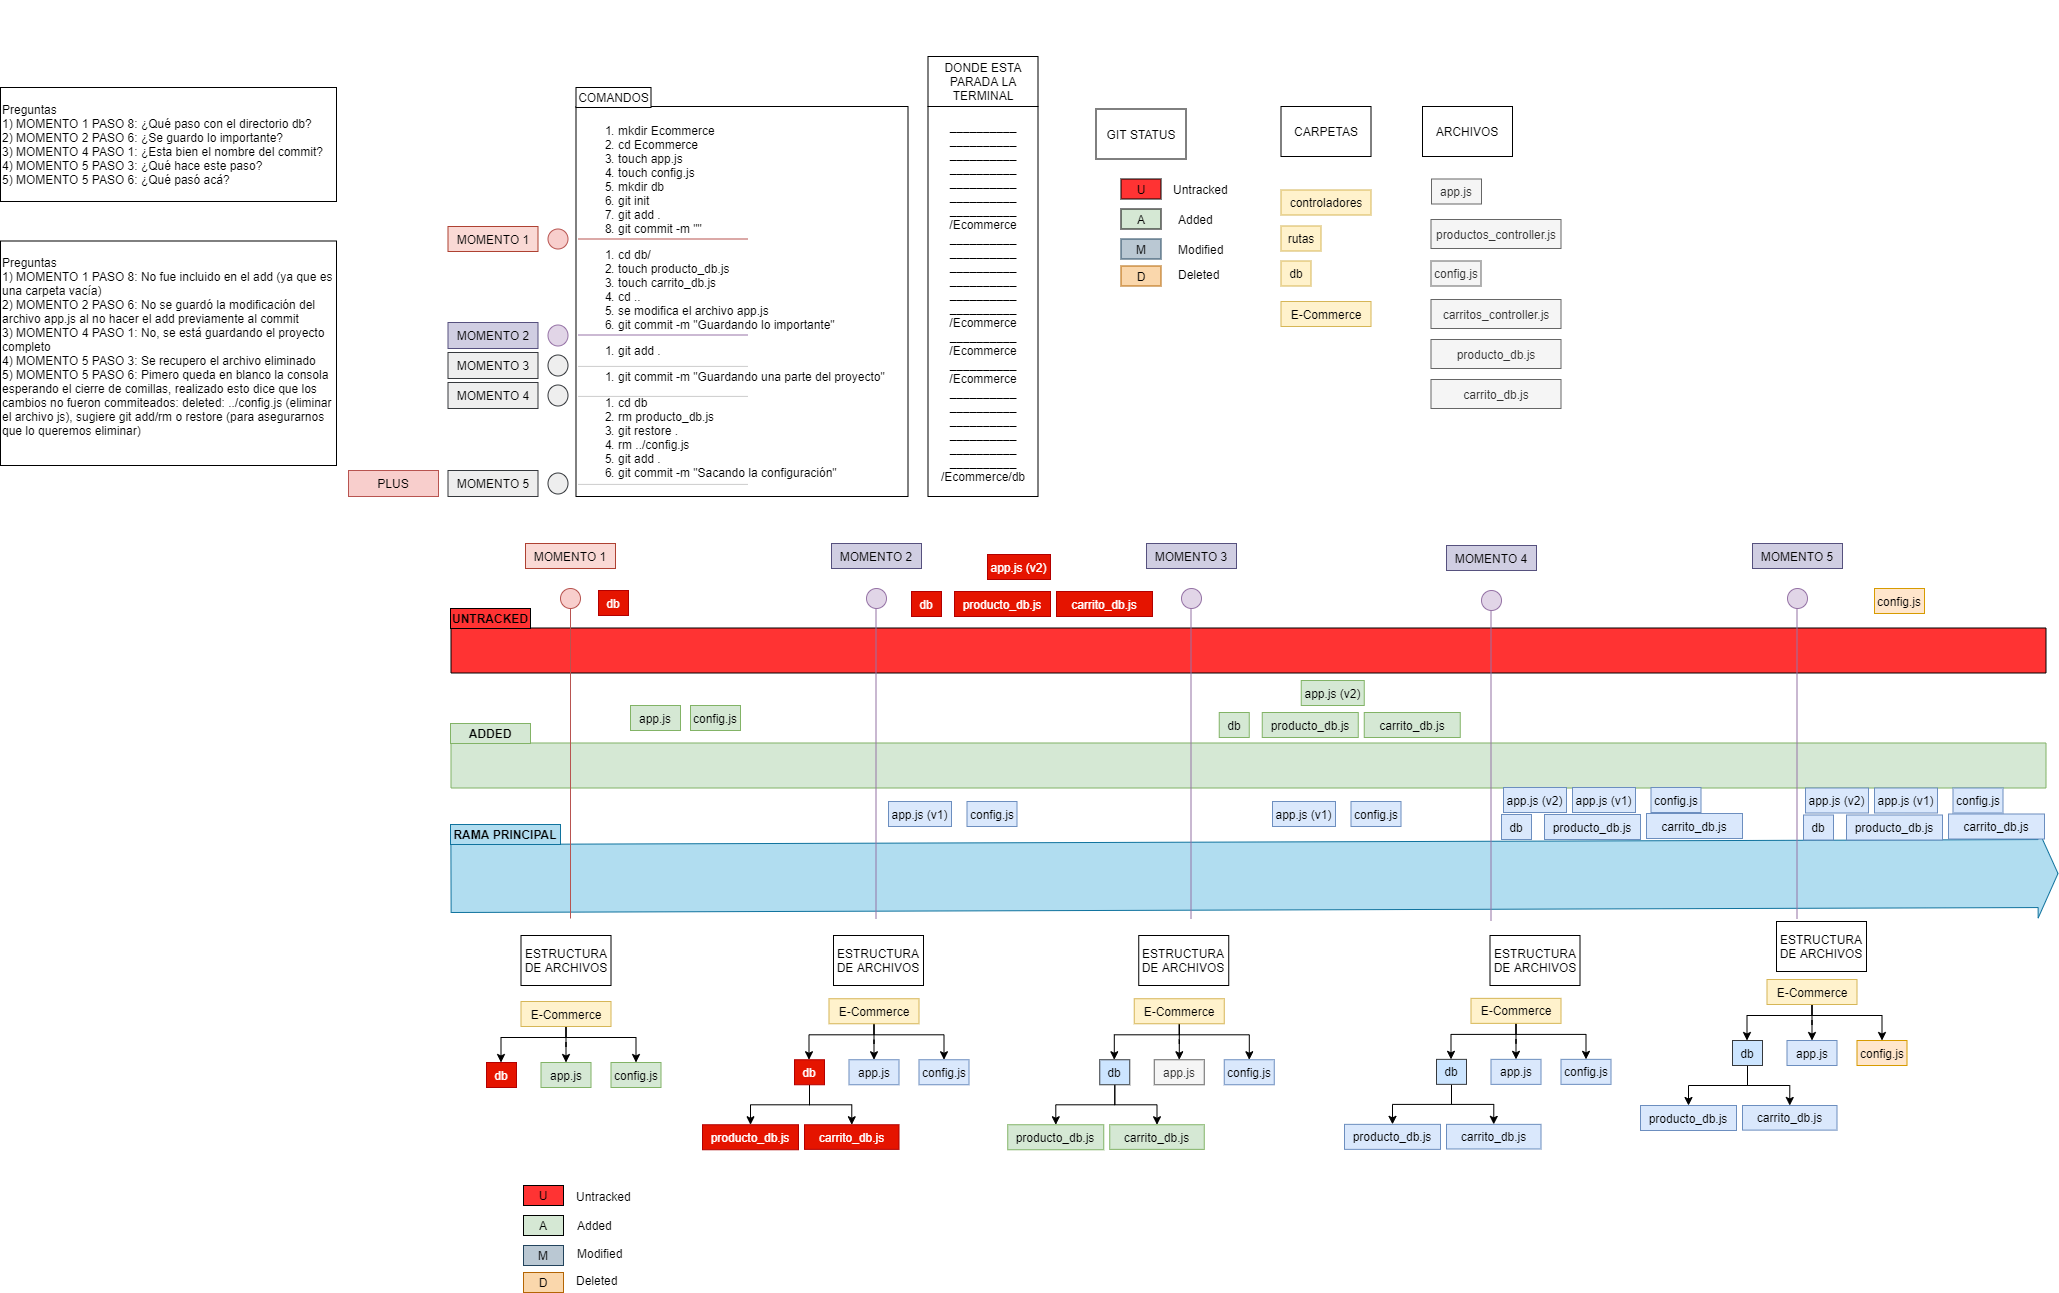 Preguntas
1) MOMENTO 1 PASO 8: ¿Qué paso con el directorio db?
2) MOMENTO 2 PASO 6: ¿Se guardo lo importante?
3) MOMENTO 4 PASO 1: ¿Esta bien el nombre del commit?
4) MOMENTO 5 PASO 3: ¿Qué hace este paso?
5) MOMENTO 5 PASO 6: ¿Qué pasó acá?
Preguntas
1) MOMENTO 1 PASO 8: No fue incluido en el add (ya que es
una carpeta vacía)
2) MOMENTO 2 PASO 6: No se guardó la modificación del
archivo app.js al no hacer el add previamente al commit
3) MOMENTO 4 PASO 1: No, se está guardando el proyecto
completo
4) MOMENTO 5 PASO 3: Se recupero el archivo eliminado
5) MOMENTO 5 PASO 6: Pimero queda en blanco la consola
esperando el cierre de comillas, realizado esto dice que los
cambios no fueron commiteados: deleted: ../config.js (eliminar
el archivo js), sugiere git add/rm o restore (para asegurarnos
que lo queremos eliminar)
PLUS
MOMENTO 1
MOMENTO 2
MOMENTO 3
MOMENTO 4
MOMENTO 5
COMANDOS
1. mkdir Ecommerce
2. cd Ecommerce
3. touch app.js
4. touch config.js
5. mkdir db
6. git init
7. git add .
8. git commit -m ""
1. cd db/
2. touch producto_db.js
3. touch carrito_db.js
4. cd ..
5. se modifica el archivo app.js
6. git commit -m "Guardando lo importante"
1. git add .
1. git commit -m "Guardando una parte del proyecto"
1. cd db
2. rm producto_db.js
3. git restore .
4. rm ../config.js
5. git add .
6. git commit -m "Sacando la configuración"
DONDE ESTA
PARADA LA
TERMINAL
__________
__________
__________
__________
__________
__________
__________
/Ecommerce
__________
__________
__________
__________
__________
__________
/Ecommerce
__________
/Ecommerce
__________
/Ecommerce
__________
__________
__________
__________
__________
__________
/Ecommerce/db
GIT STATUS
U Untracked
A Added
M Modified
D Deleted
CARPETAS
controladores
rutas
db
E-Commerce
ARCHIVOS
app.js
productos_controller.js
config.js
carritos_controller.js
producto_db.js
carrito_db.js
MOMENTO 1
MOMENTO 2
MOMENTO 3
MOMENTO 4
MOMENTO 5
app.js (v2)
db
db
producto_db.js
carrito_db.js
config.js
UNTRACKED
app.js (v2)
app.js
config.js
db
producto_db.js
carrito_db.js
ADDED
app.js (v1)
config.js
app.js (v1)
config.js
app.js (v2)
app.js (v1)
config.js
db
producto_db.js
carrito_db.js
app.js (v2)
app.js (v1)
config.js
db
producto_db.js
carrito_db.js
RAMA PRINCIPAL
ESTRUCTURA
DE ARCHIVOS
E-Commerce
db
app.js
config.js
ESTRUCTURA
DE ARCHIVOS
E-Commerce
db
app.js
config.js
producto_db.js
carrito_db.js
ESTRUCTURA
DE ARCHIVOS
E-Commerce
db
app.js
config.js
producto_db.js
carrito_db.js
ESTRUCTURA
DE ARCHIVOS
E-Commerce
db
app.js
config.js
producto_db.js
carrito_db.js
ESTRUCTURA
DE ARCHIVOS
E-Commerce
db
app.js
config.js
producto_db.js
carrito_db.js
U Untracked
A Added
M Modified
D Deleted